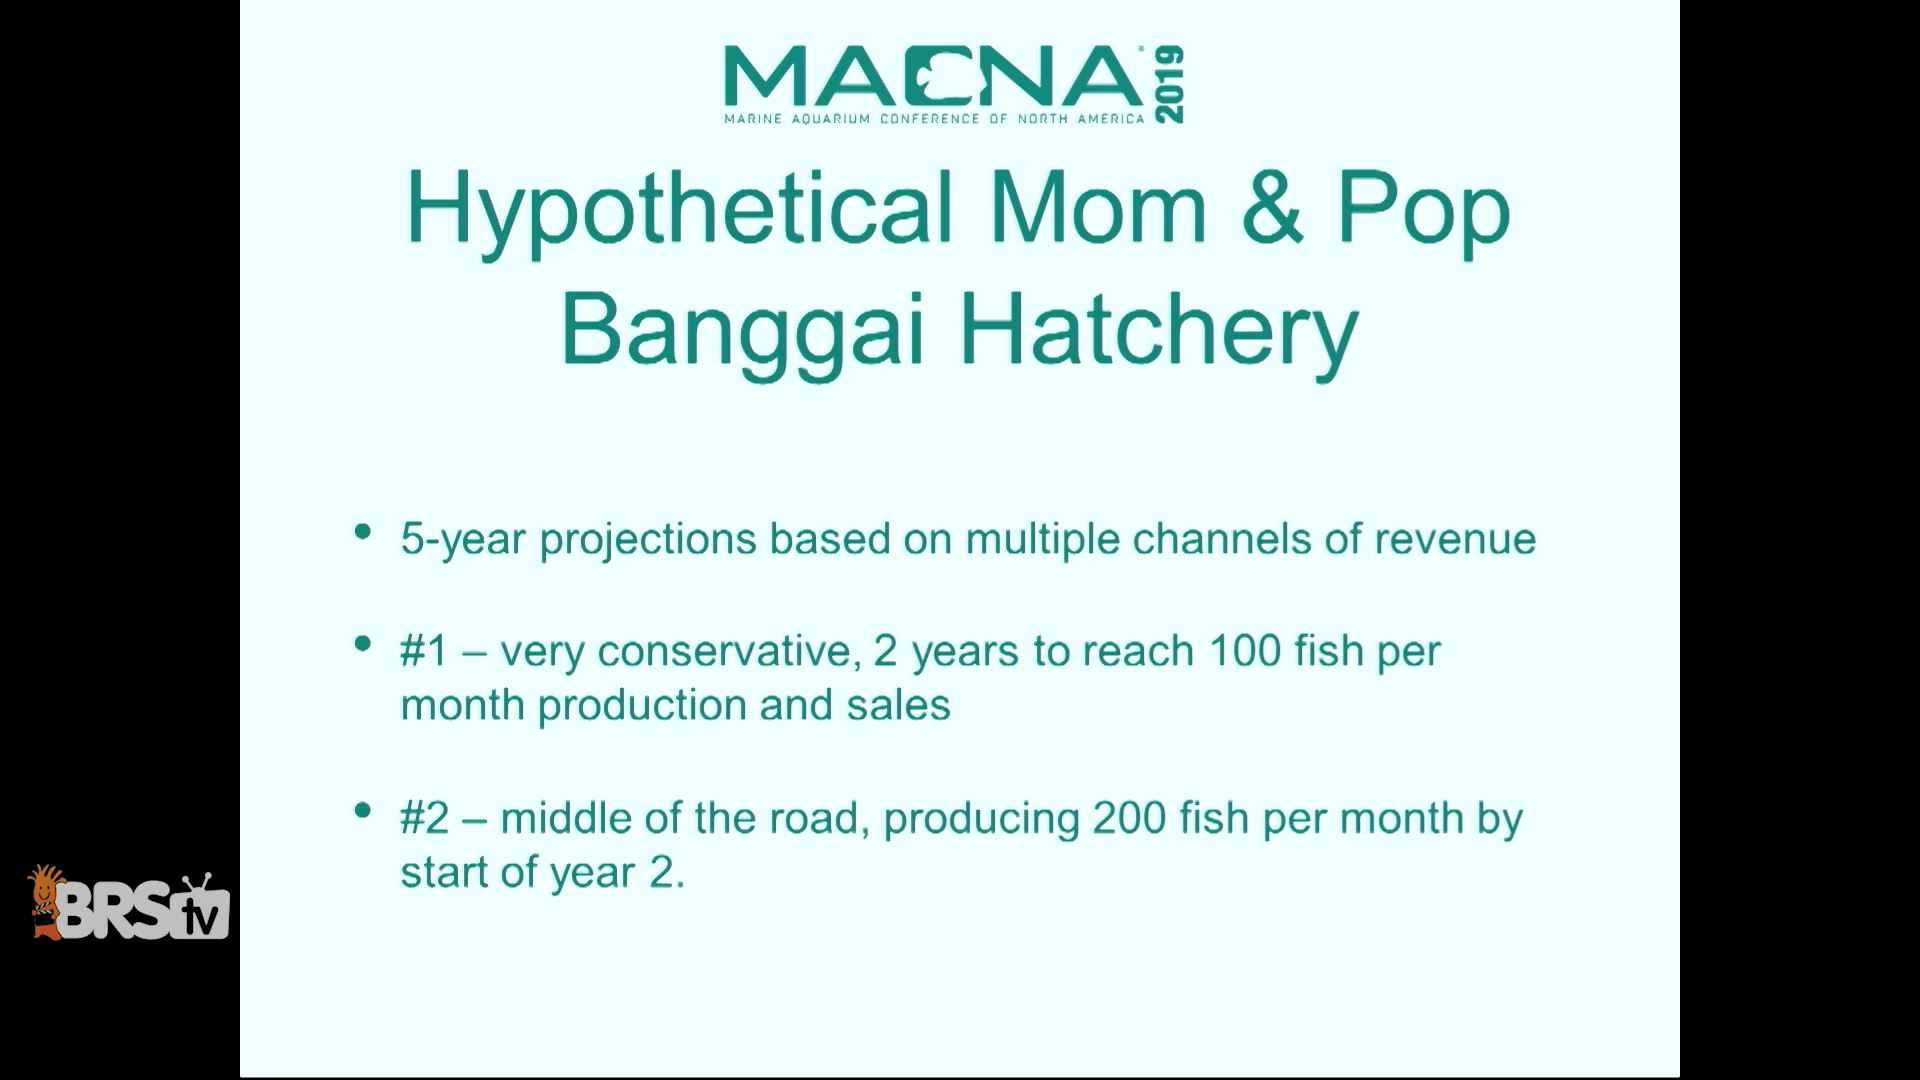 MACNA® 2019
MARINE AQUARIUM CONFERENCE OF NORTH AMERICA
Hypothetical Mom & Pop
Banggai Hatchery
• 5-year projections based on multiple channels of revenue
• #1 – very conservative, 2 years to reach 100 fish per
month production and sales
• #2 – middle of the road, producing 200 fish per month by
start of year 2.
BRStv